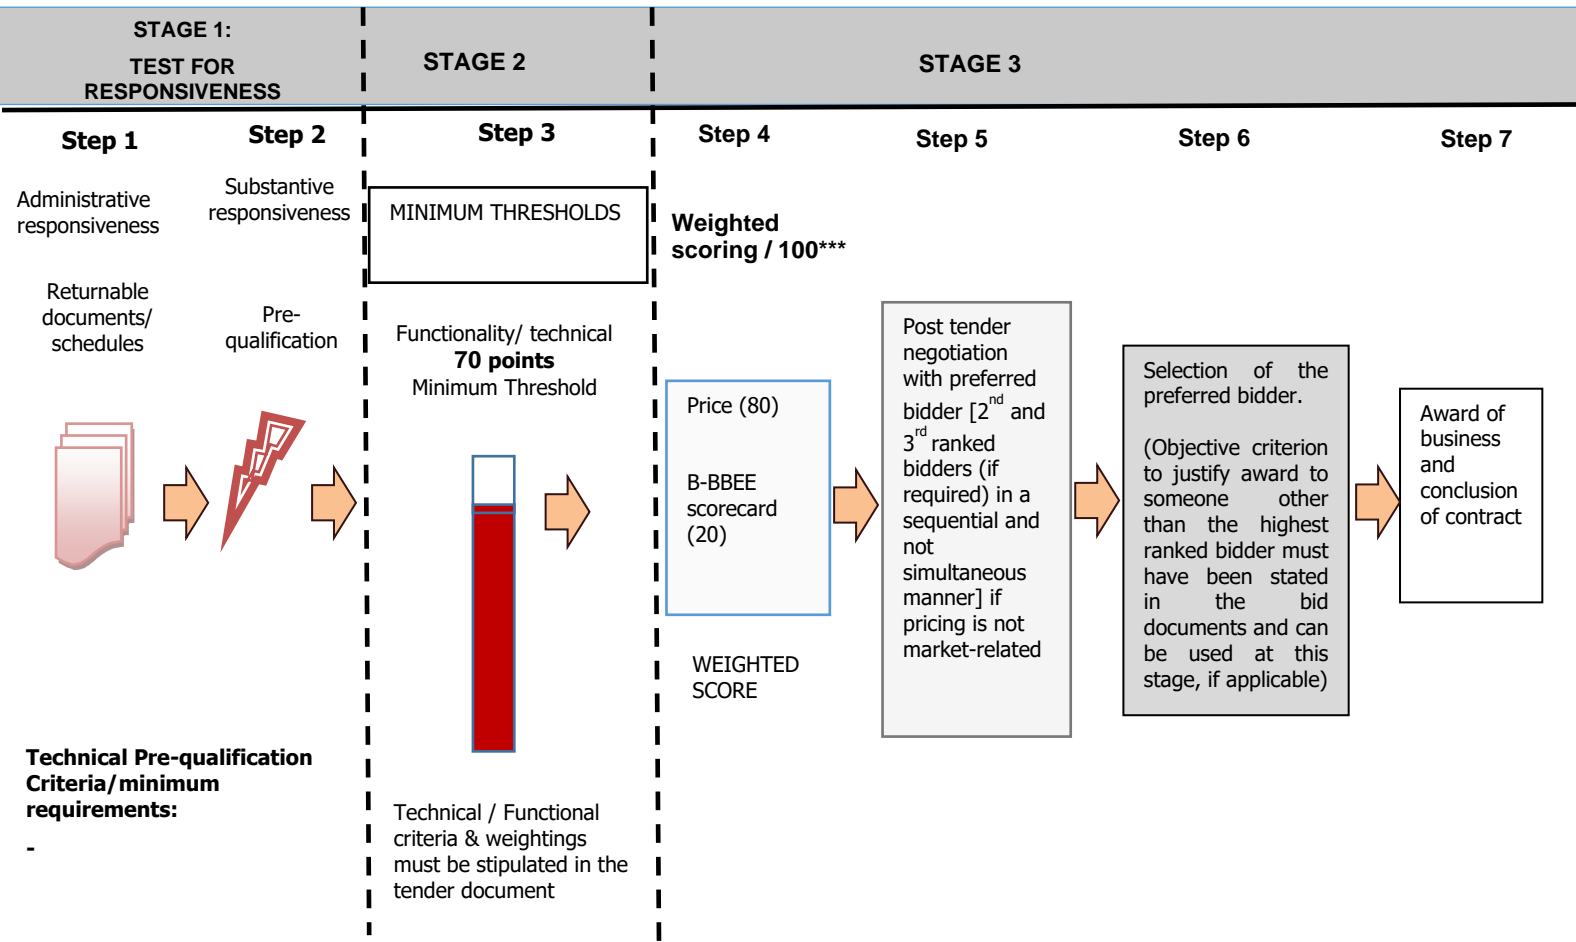 STAGE 1:
TEST FOR
RESPONSIVENESS
STAGE 2
STAGE 3
Step 1
Step 2
Step 3
Step 4
Step 5
Step 6
Step 7
Administrative
responsiveness
Returnable
documents/
schedules
Substantive
responsiveness
Pre-
qualification
Technical Pre-qualification
Criteria/minimum
requirements:
-
MINIMUM THRESHOLDS
Functionality/ technical
70 points
Minimum Threshold
Technical / Functional
criteria & weightings
must be stipulated in the
tender document
Weighted
scoring / 100***
Price (80)
B-BBEE
scorecard
(20)
WEIGHTED
SCORE
Post tender
negotiation
with preferred
bidder [2nd and
3rd ranked
bidders (if
required) in a
sequential and
not
simultaneous
manner] if
pricing is not
market-related
Selection of the
preferred bidder.
(Objective criterion
to justify award to
someone other
than the highest
ranked bidder must
have been stated
in the bid
documents and can
be used at this
stage, if applicable)
Award of
business
and
conclusion
of contract